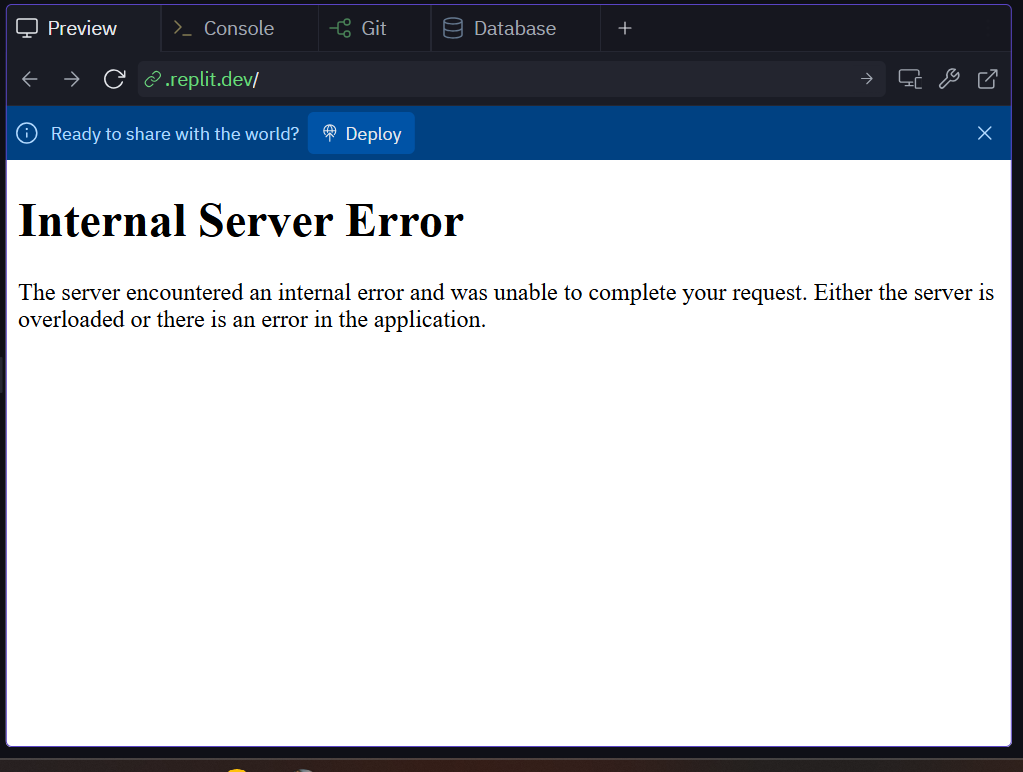 Preview
Console
Git
Database
.replit.dev/
Ready to share with the world?
Deploy
Internal Server Error
The server encountered an internal error and was unable to complete your request. Either the server is
overloaded or there is an error in the application.